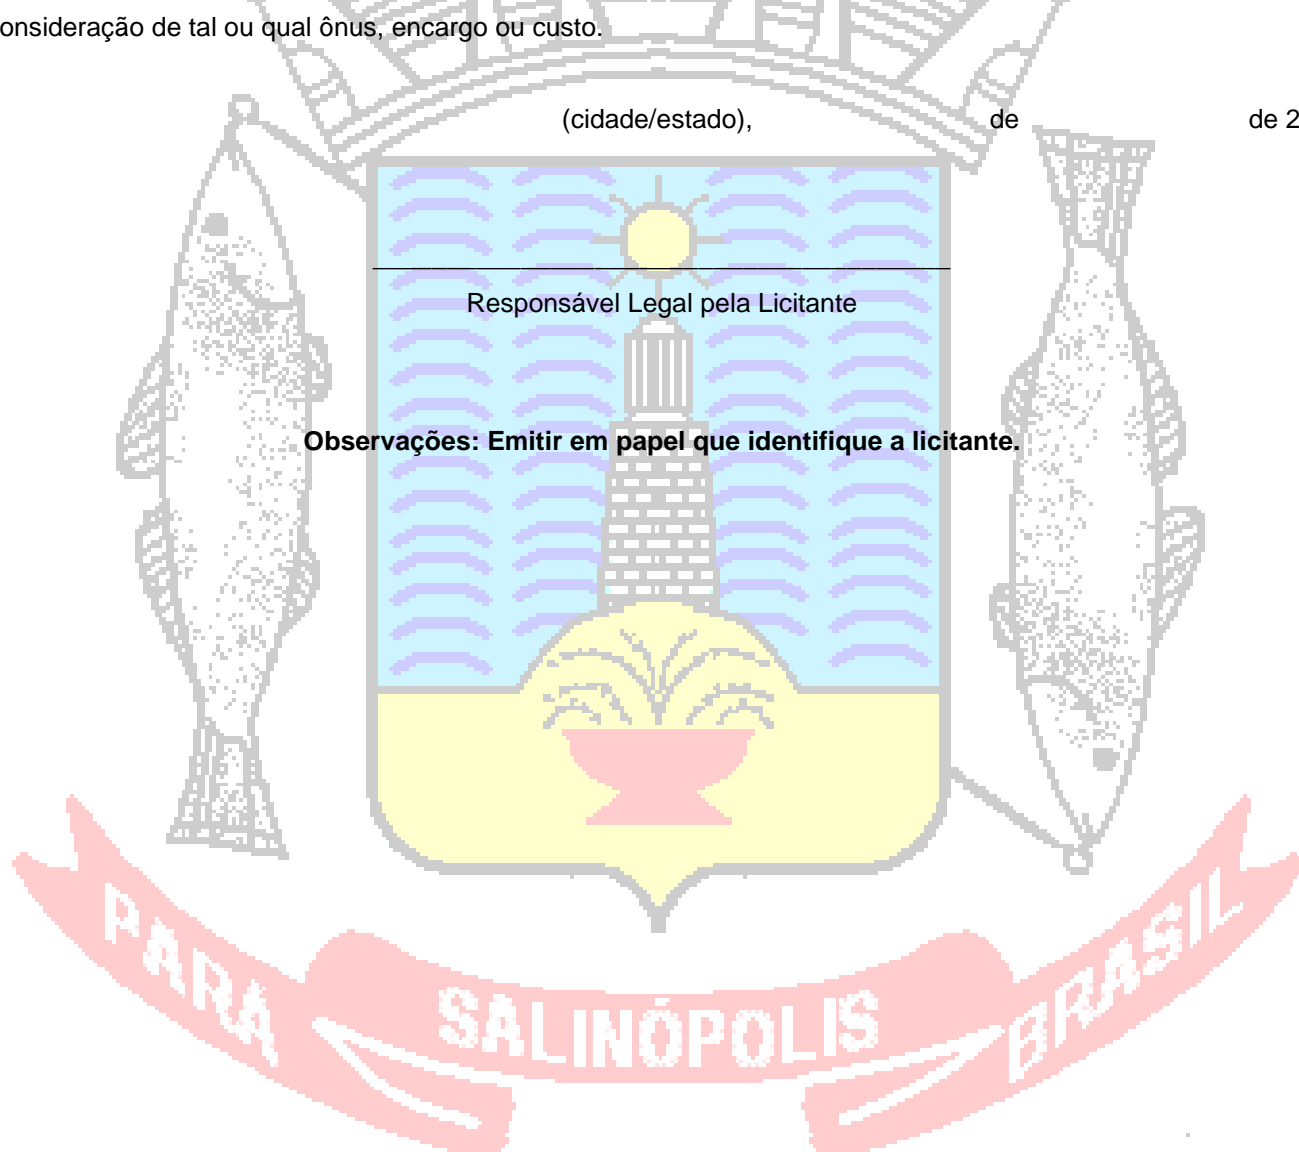 onsideração de tal ou qual ônus, encargo ou custo.
(cidade/estado), de de 2
Responsável Legal pela Licitante
Observações: Emitir em papel que identifique a licitante.
PARÁ SALINÓPOLIS BRASIL